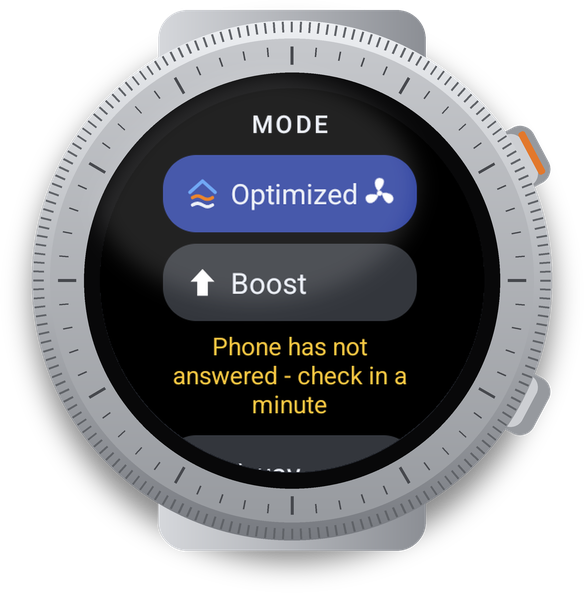 MODE
Optimized
Boost
Phone has not
answered - check in a
minute